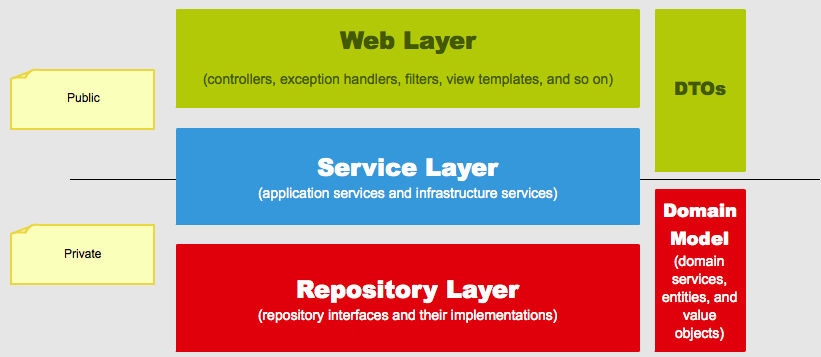 Web Layer
(controllers, exception handlers, filters, view templates, and so on)
DTOs
Public
Service Layer
(application services and infrastructure services)
Domain
Model
(domain
services,
entities, and
value
objects)
Private
Repository Layer
(repository interfaces and their implementations)